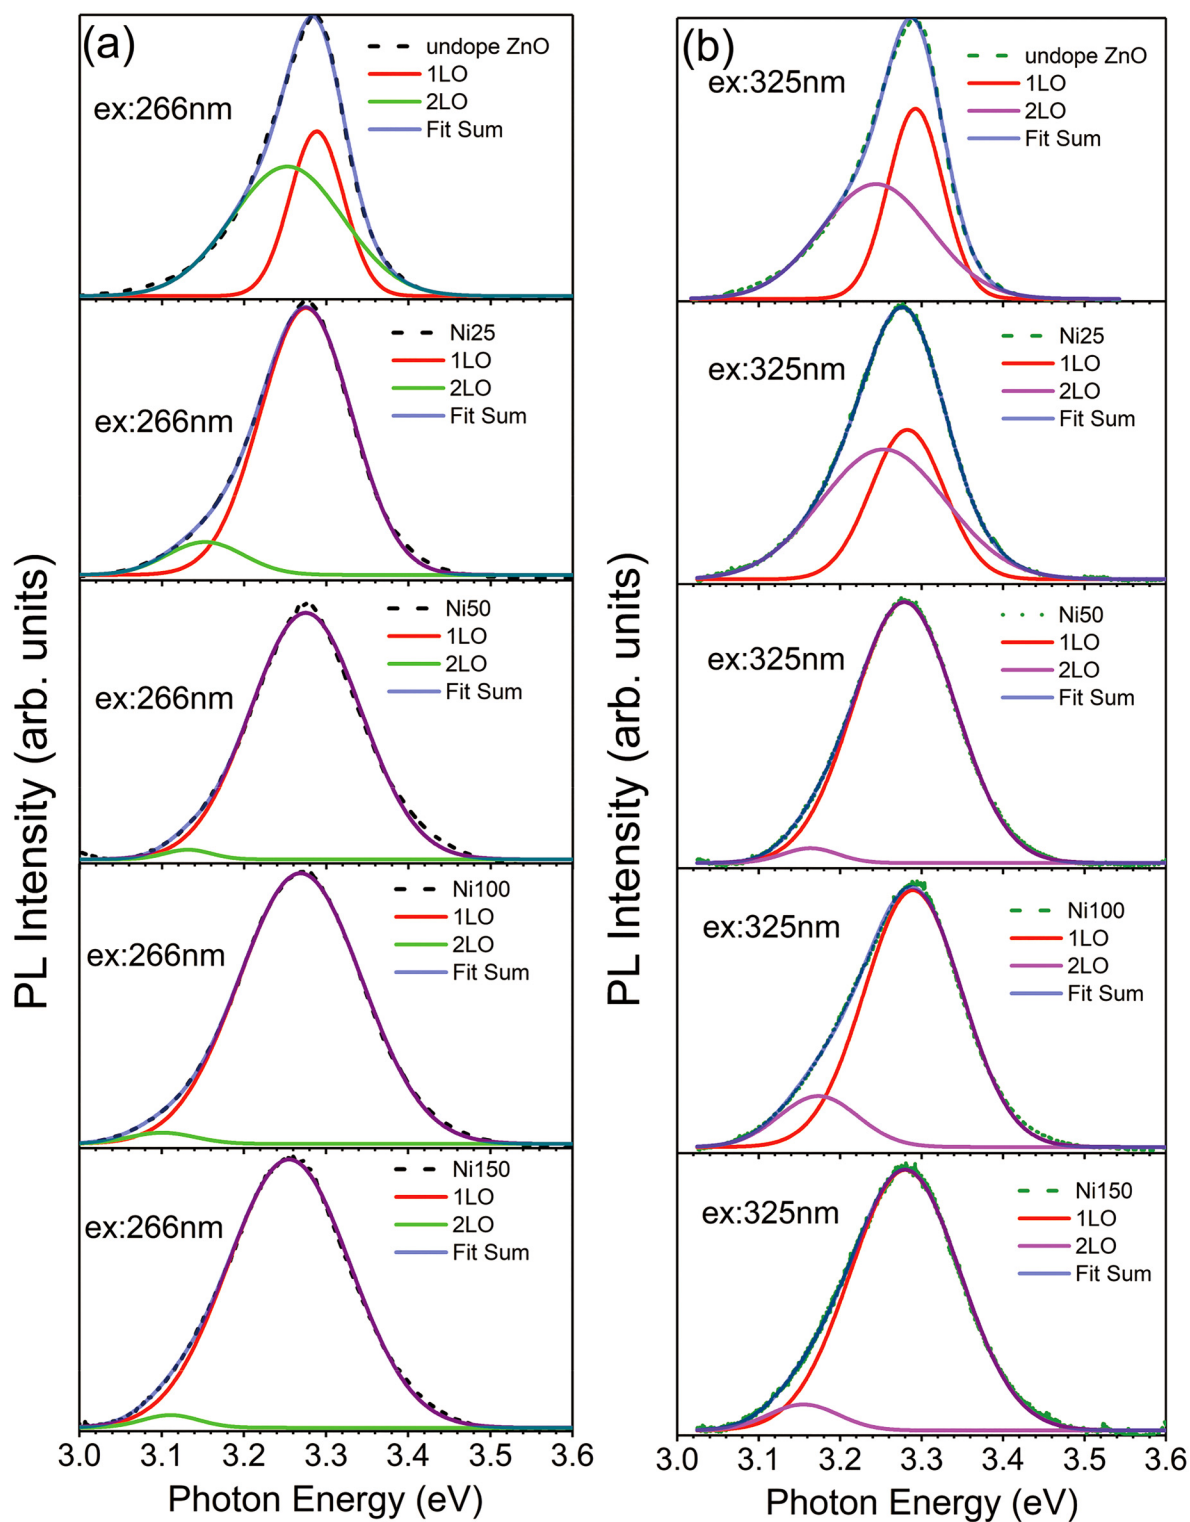 (a)
ex:266nm
undope ZnO
1LO
2LO
Fit Sum
ex:266nm
Ni25
1LO
2LO
Fit Sum
ex:266nm
Ni50
1LO
2LO
Fit Sum
ex:266nm
Ni100
1LO
2LO
Fit Sum
ex:266nm
Ni150
1LO
2LO
Fit Sum
PL Intensity (arb. units)
3.0 3.1 3.2 3.3 3.4 3.5 3.6
Photon Energy (eV)
(b)
ex:325nm
undope ZnO
1LO
2LO
Fit Sum
ex:325nm
Ni25
1LO
2LO
Fit Sum
ex:325nm
Ni50
1LO
2LO
Fit Sum
ex:325nm
Ni100
1LO
2LO
Fit Sum
ex:325nm
Ni150
1LO
2LO
Fit Sum
PL Intensity (arb. units)
3.0 3.1 3.2 3.3 3.4 3.5 3.6
Photon Energy (eV)